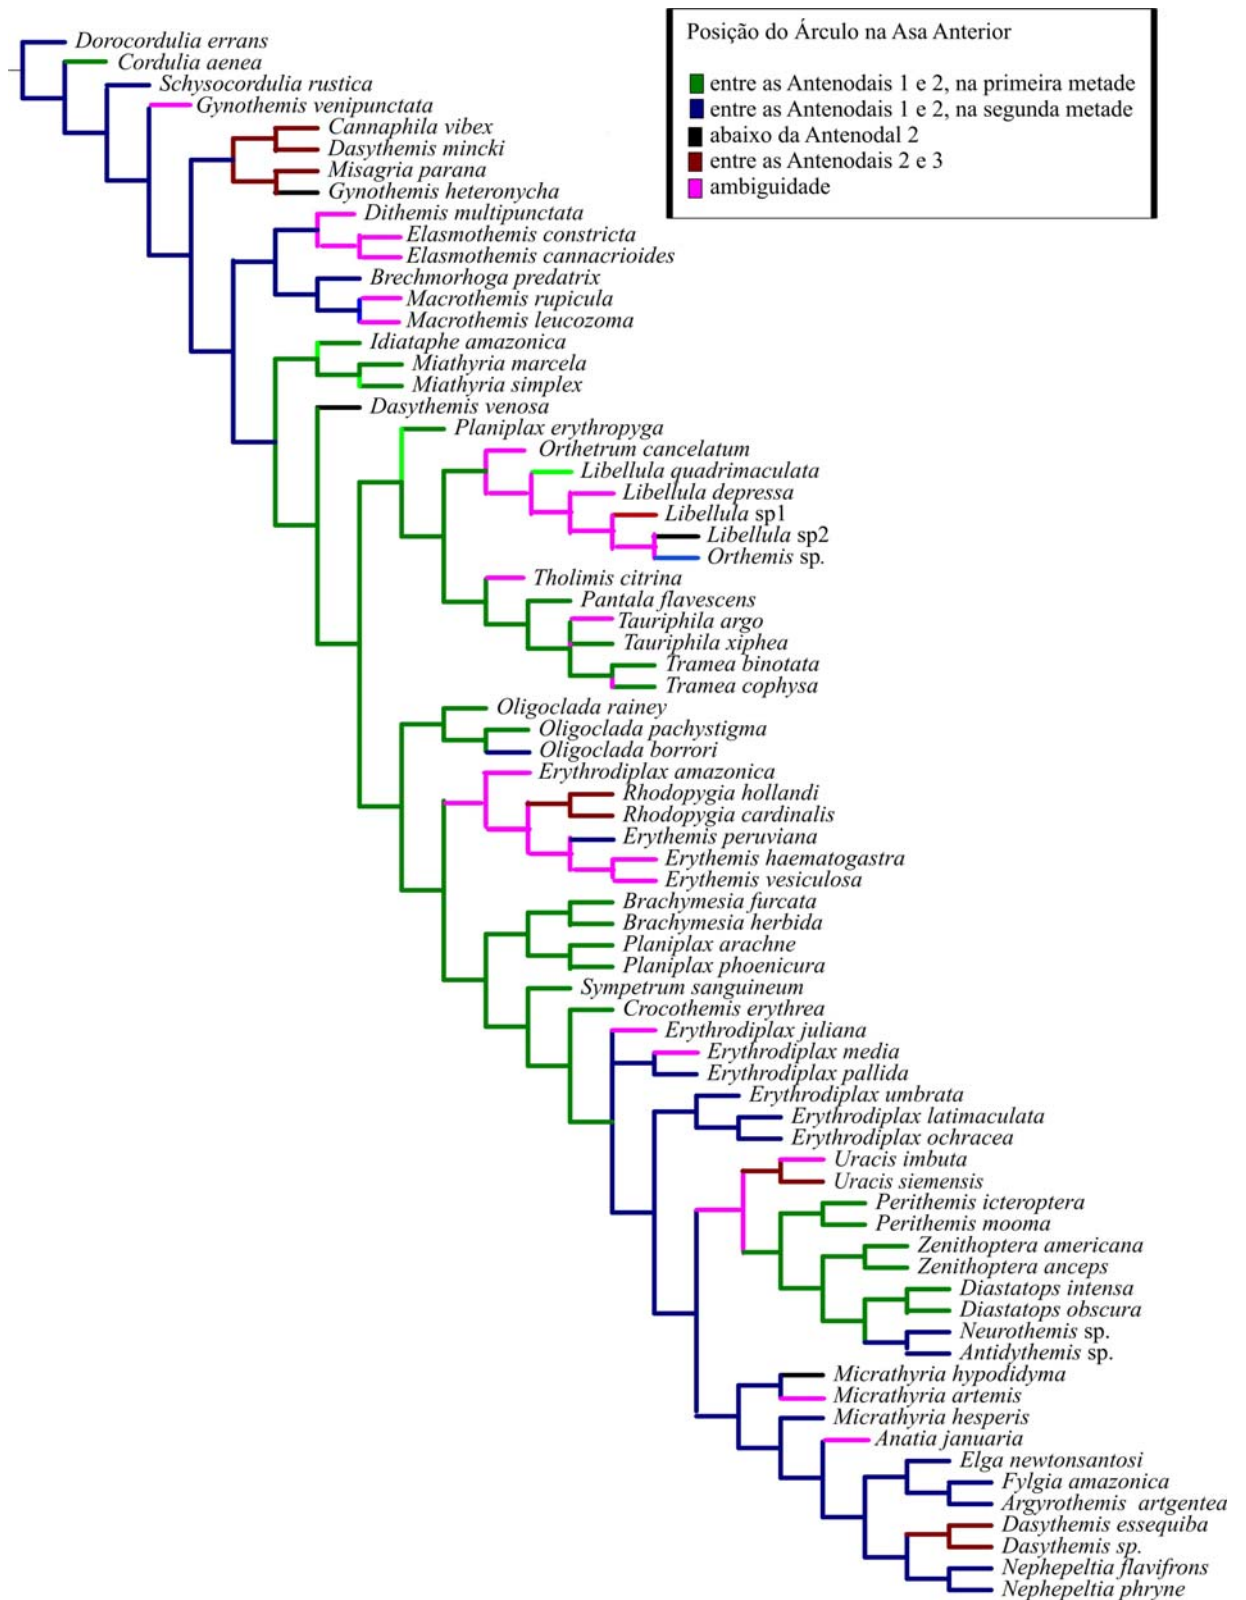 Posição do Árculo na Asa Anterior
entre as Antenodais 1 e 2, na primeira metade
entre as Antenodais 1 e 2, na segunda metade
abaixo da Antenodal 2
entre as Antenodais 2 e 3
ambiguidade
Dorocordulia errans
Cordulia aenea
Schysocordulia rustica
Gynothemis venipunctata
Cannaphila vibex
Dasythemis mincki
Misagria parana
Gynothemis heteronycha
Dithemis multipunctata
Elasmothemis constricta
Elasmothemis cannacrioides
Brechmorhoga predatrix
Macrothemis rupicula
Macrothemis leucozoma
Idiataphe amazonica
Miathyria marcela
Miathyria simplex
Dasythemis venosa
Planiplax erythropyga
Orthetrum cancelatum
Libellula quadrimaculata
Libellula depressa
Libellula sp1
Libellula sp2
Orthemis sp.
Tholimis citrina
Pantala flavescens
Tauriphila argo
Tauriphila xiphea
Tramea binotata
Tramea cophysa
Oligoclada rainey
Oligoclada pachystigma
Oligoclada borrori
Erythrodiplax amazonica
Rhodopygia hollandi
Rhodopygia cardinalis
Erythemis peruviana
Erythemis haematogastra
Erythemis vesiculosa
Brachymesia furcata
Brachymesia herbida
Planiplax arachne
Planiplax phoenicura
Sympetrum sanguineum
Crocothemis erythrea
Erythrodiplax juliana
Erythrodiplax media
Erythrodiplax pallida
Erythrodiplax umbrata
Erythrodiplax latimaculata
Erythrodiplax ochracea
Uracis imbuta
Uracis siemensis
Perithemis icteroptera
Perithemis mooma
Zenithoptera americana
Zenithoptera anceps
Diastatops intensa
Diastatops obscura
Neurothemis sp.
Antidythemis sp.
Micrathyria hypodidyma
Micrathyria artemis
Micrathyria hesperis
Anatia januaria
Elga newtonsantosi
Fylgia amazonica
Argyrothemis artgentea
Dasythemis essequiba
Dasythemis sp.
Nephepeltia flavifrons
Nephepeltia phryne